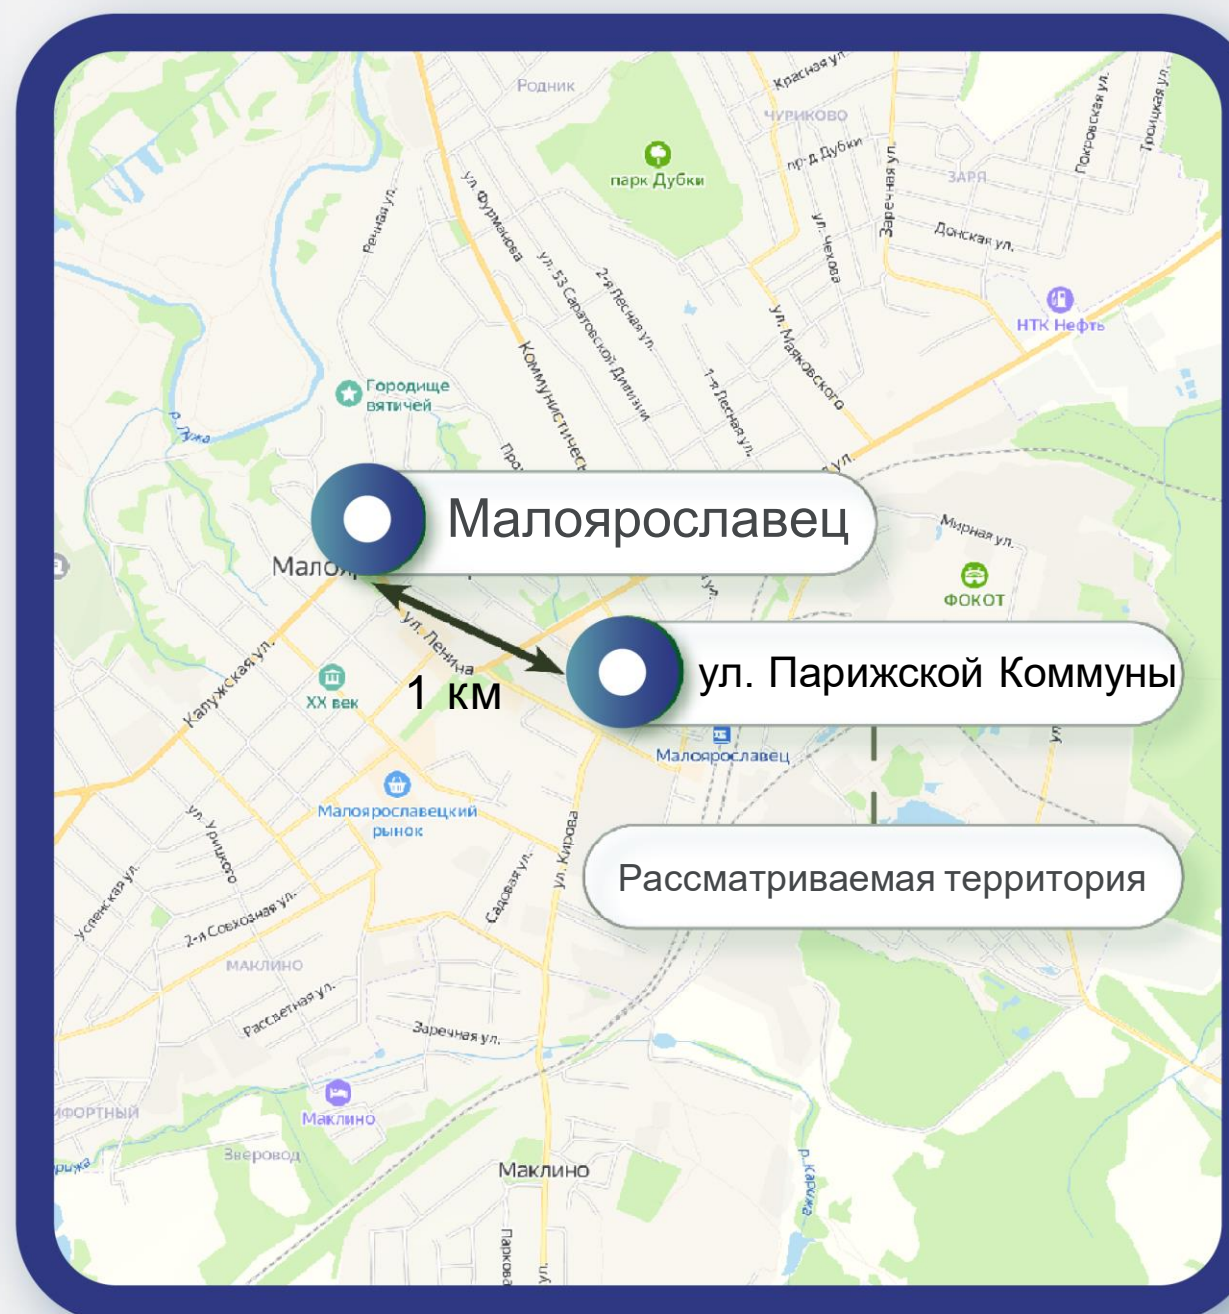 Родник
Красная ул.
ЧУРИКОВО
пр-д Дубки
парк Дубки
Покровская ул.
Троицкая ул.
ЗАРЯ
Заречная ул.
Донская ул.
ул. Чехова
Речная ул.
ул. Фурманова
ул. 53 Саратовской Дивизии
2-я Лесная ул.
НТК Нефть
ул. Маяковского
1-я Лесная ул.
Городище
вятичей
р. Лужа
Малоярославец
Мирная ул.
ФОКОТ
ул. Ленина
1 км
ул. Парижской Коммуны
Калужская ул.
XX век
Малоярославец
Малоярославецкий
рынок
ул. Урицкого
ул. Кирова
Садовая ул.
Успенская ул.
Рассматриваемая территория
2-я Совхозная ул.
МАКЛИНО
Рассветная ул.
Заречная ул.
Маклино
Зверовод
Маклино
р. Карижа